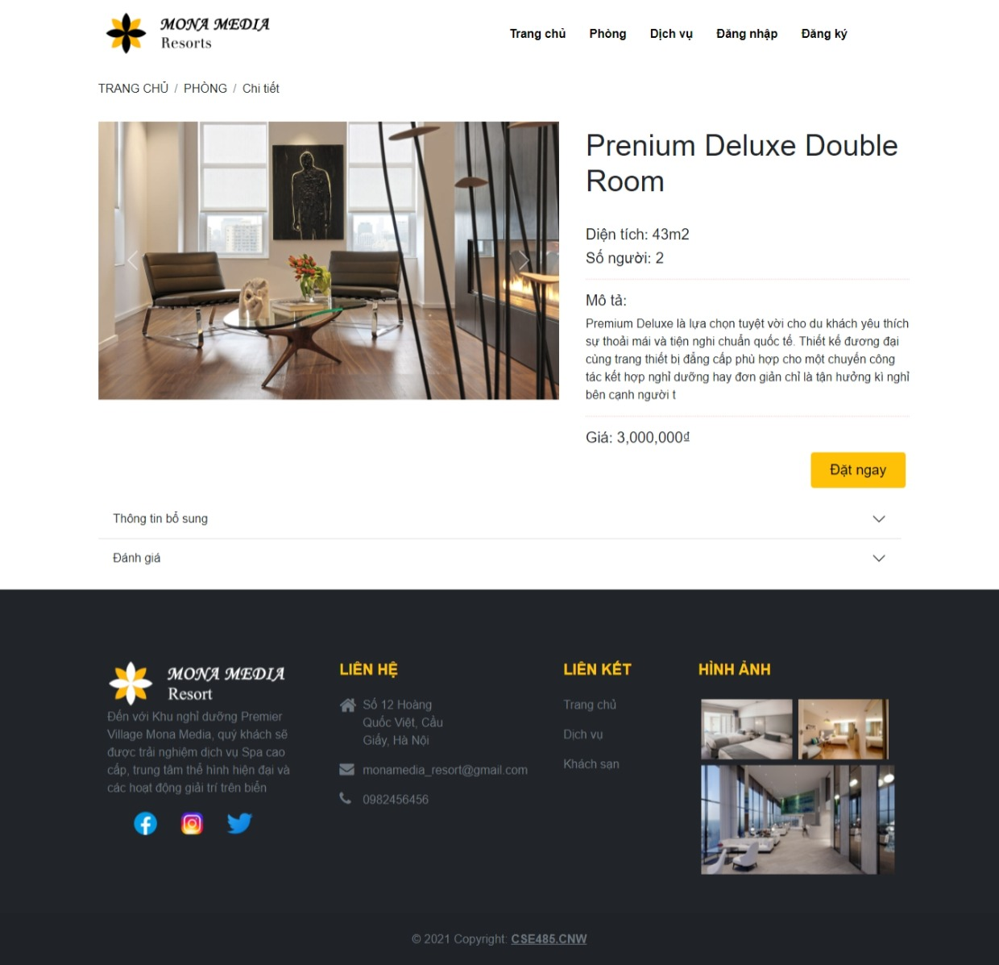 MONA MEDIA
Resorts
Trang chủ Phòng Dịch vụ Đăng nhập Đăng ký
TRANG CHỦ / PHÒNG / Chi tiết
Prenium Deluxe Double
Room
Diện tích: 43m2
Số người: 2
Mô tả:
Premium Deluxe là lựa chọn tuyệt vời cho du khách yêu thích
sự thoải mái và tiện nghi chuẩn quốc tế. Thiết kế đương đại
cùng trang thiết bị đẳng cấp phù hợp cho một chuyến công
tác kết hợp nghỉ dưỡng hay đơn giản chỉ là tận hưởng kì nghỉ
bên cạnh người t
Giá: 3,000,000₫
Đặt ngay
Thông tin bổ sung
Đánh giá
MONA MEDIA
Resort
Đến với Khu nghỉ dưỡng Premier
Village Mona Media, quý khách sẽ
được trải nghiệm dịch vụ Spa cao
cấp, trung tâm thể hình hiện đại và
các hoạt động giải trí trên biển
LIÊN HỆ
Số 12 Hoàng
Quốc Việt, Cầu
Giấy, Hà Nội
monamedia_resort@gmail.com
0982456456
LIÊN KẾT
Trang chủ
Dịch vụ
Khách sạn
HÌNH ẢNH
© 2021 Copyright: CSE485.CNW